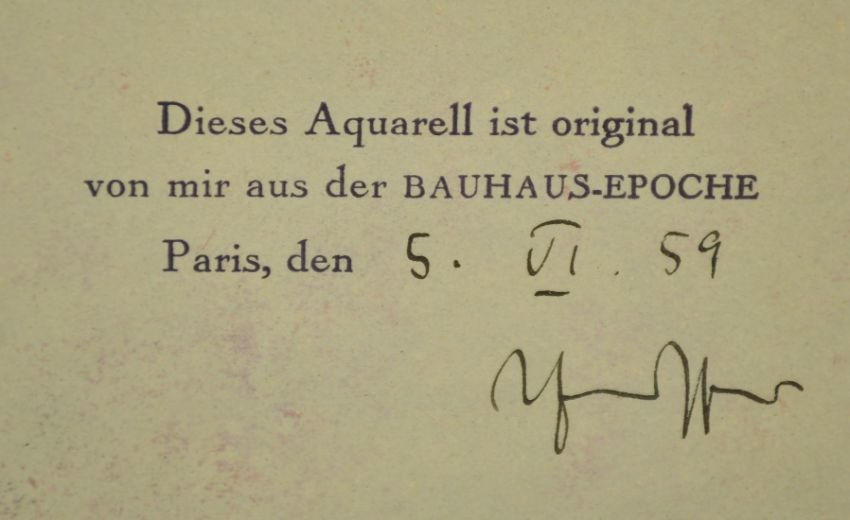 Dieses Aquarell ist original
von mir aus der BAUHAUS-EPOCHE
Paris, den 5. VI. 59